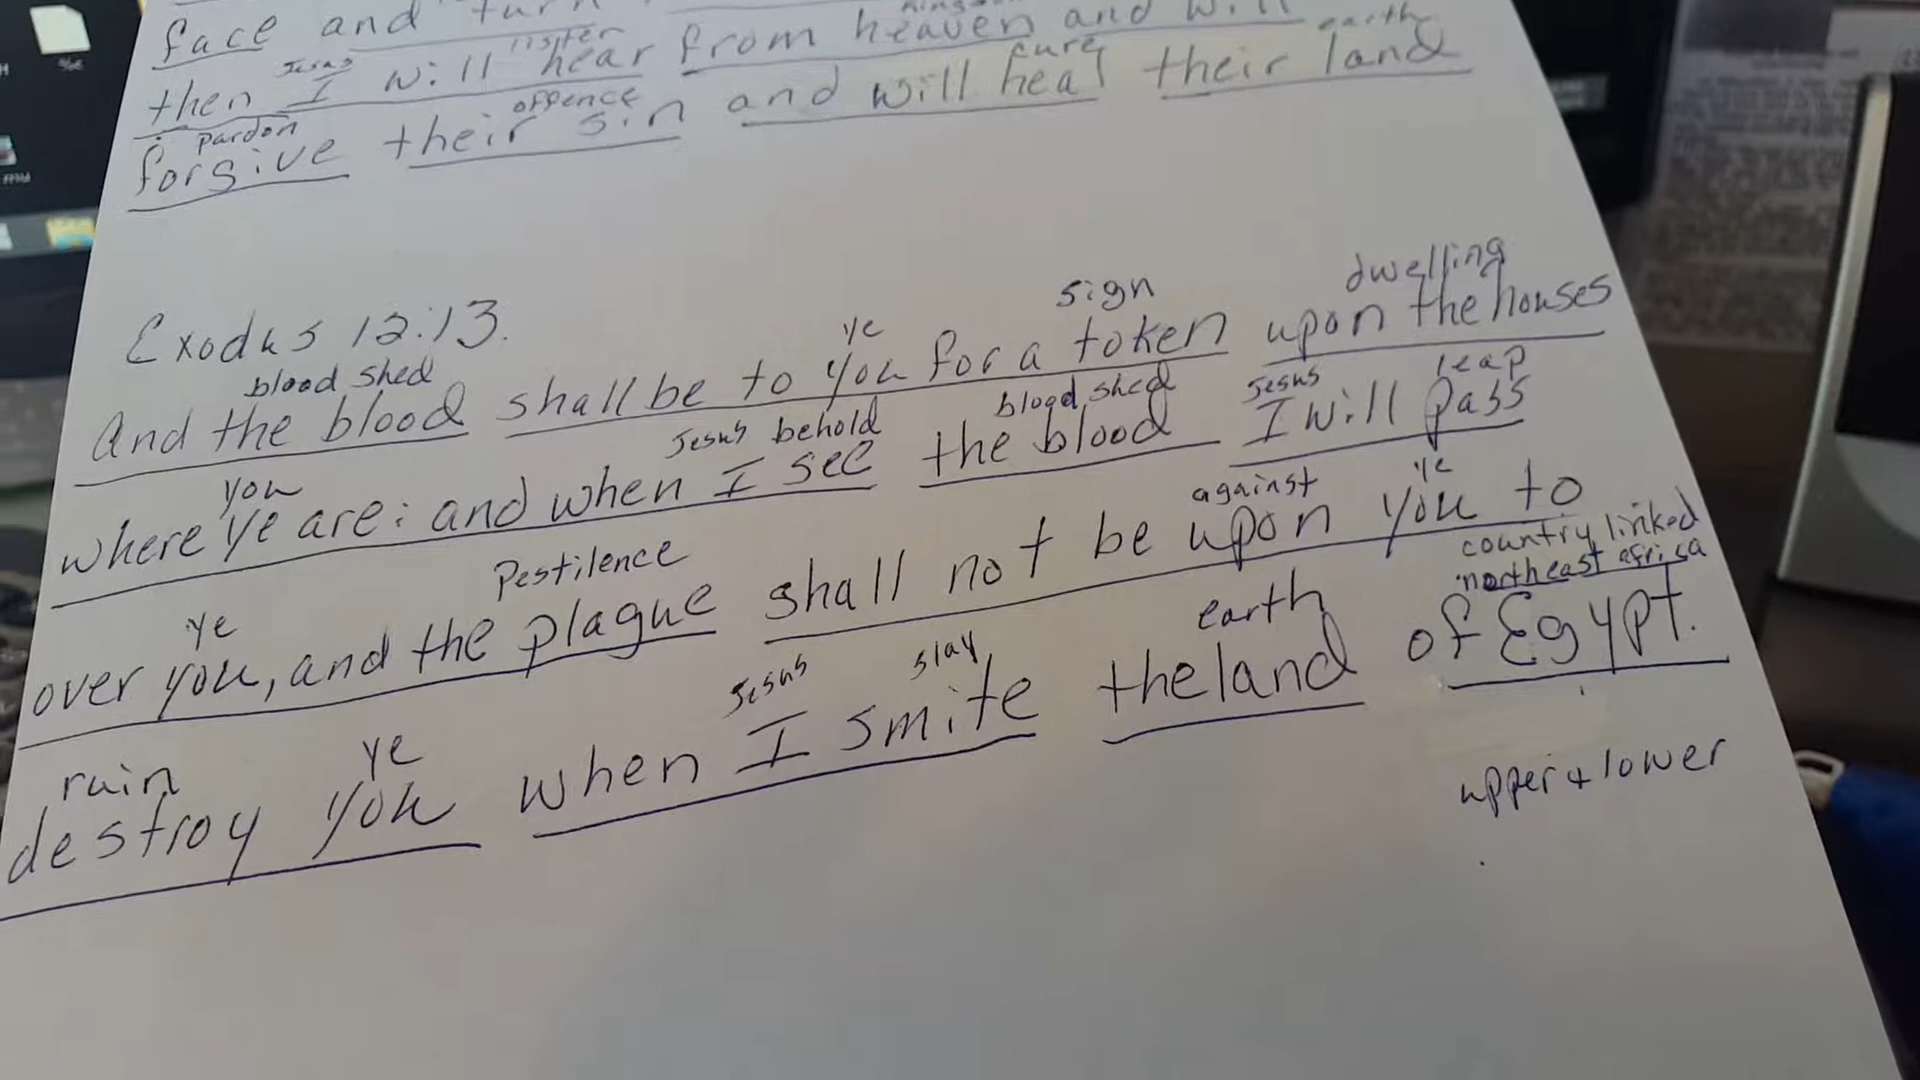 face and turn
Jesus listener
then I will hear from heaven and will
pardon offence cure earth
forgive their sin and will heal their land
Exodus 12:13.
blood shed ye sign dwelling
And the blood shall be to you for a token upon the houses
you Jesus behold blood shed Jesus leap
where ye are: and when I see the blood I will pass
ye Pestilence against ye
over you, and the plague shall not be upon you to
country linked
northeast africa
ruin ye Jesus slay earth
destroy you when I smite the land of Egypt.
upper & lower